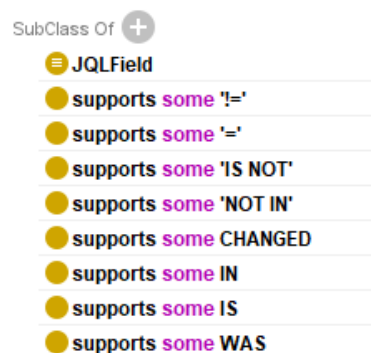 SubClass Of
JQLField
supports some '!='
supports some '='
supports some 'IS NOT'
supports some 'NOT IN'
supports some CHANGED
supports some IN
supports some IS
supports some WAS